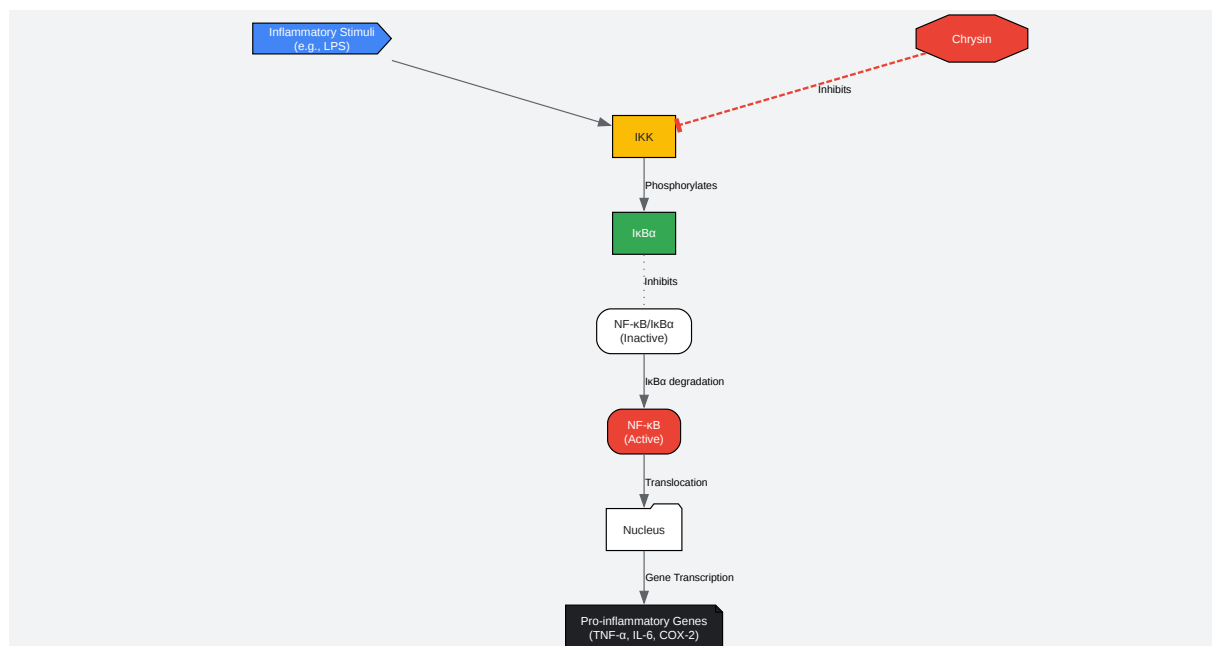 Inflammatory Stimuli
(e.g., LPS)
Chrysin
Inhibits
IKK
Phosphorylates
IκBα
Inhibits
NF-κB/IκBα
(Inactive)
IκBα degradation
NF-κB
(Active)
Translocation
Nucleus
Gene Transcription
Pro-inflammatory Genes
(TNF-α, IL-6, COX-2)